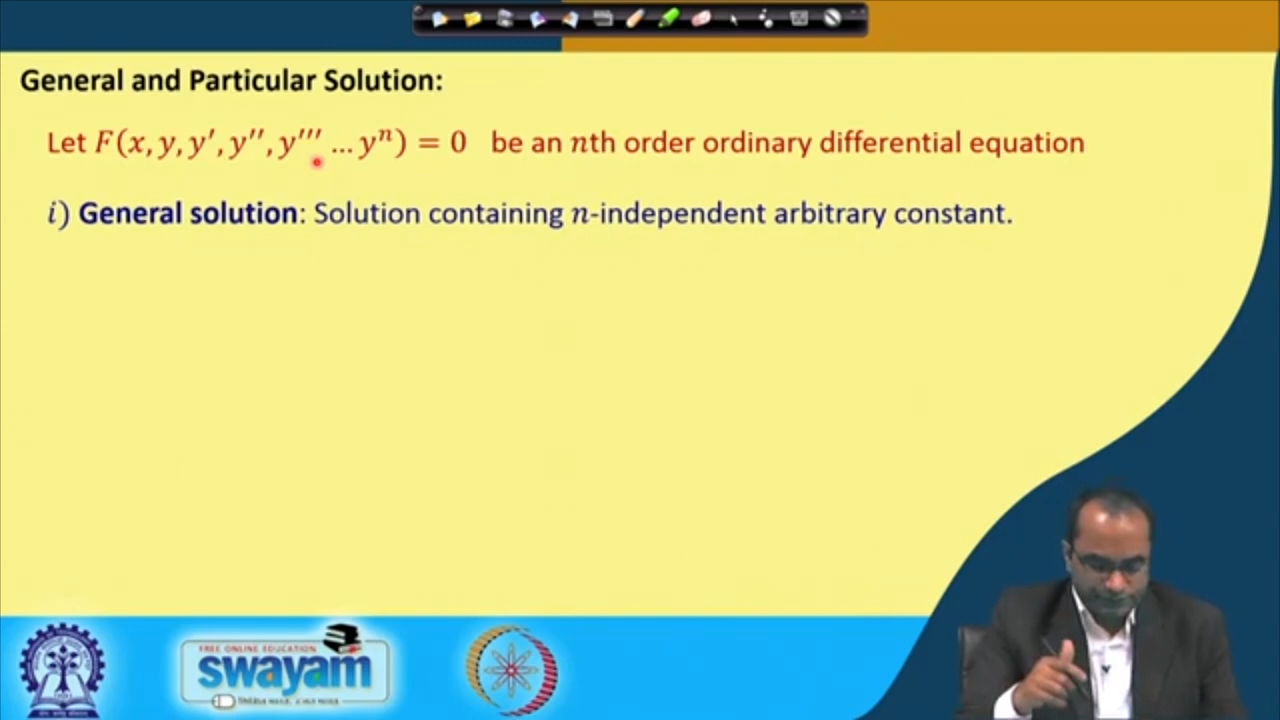 General and Particular Solution:
Let F(x, y, y′, y′′, y′′′ … yⁿ) = 0 be an nth order ordinary differential equation
i) General solution: Solution containing n-independent arbitrary constant.
FREE ONLINE EDUCATION
swayam